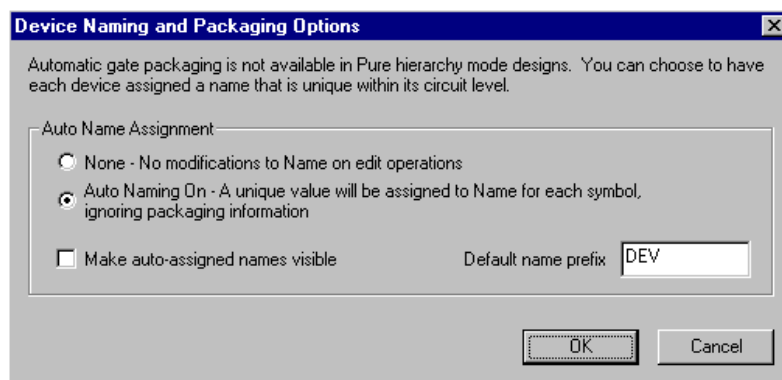 Device Naming and Packaging Options
Automatic gate packaging is not available in Pure hierarchy mode designs. You can choose to have
each device assigned a name that is unique within its circuit level.
Auto Name Assignment
None - No modifications to Name on edit operations
Auto Naming On - A unique value will be assigned to Name for each symbol,
ignoring packaging information
Make auto-assigned names visible
Default name prefix
DEV
OK
Cancel